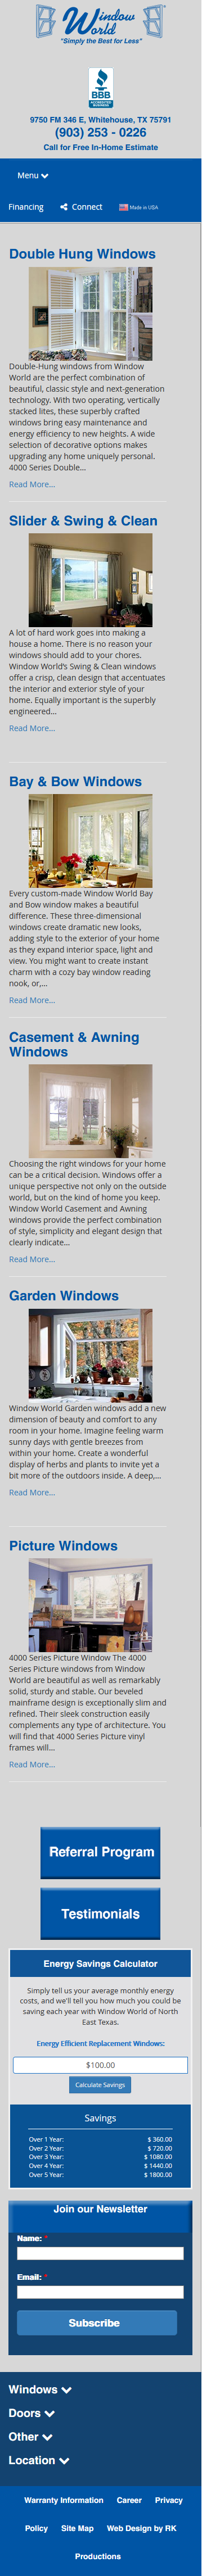 Window World
®
"Simply the Best for Less"
BBB
ACCREDITED
BUSINESS
9750 FM 346 E, Whitehouse, TX 75791
(903) 253 - 0226
Call for Free In-Home Estimate
Menu
Financing Connect Made in USA
Double Hung Windows
Double-Hung windows from Window
World are the perfect combination of
beautiful, classic style and next-generation
technology. With two operating, vertically
stacked lites, these superbly crafted
windows bring easy maintenance and
energy efficiency to new heights. A wide
selection of decorative options makes
upgrading any home uniquely personal.
4000 Series Double...
Read More...
Slider & Swing & Clean
A lot of hard work goes into making a
house a home. There is no reason your
windows should add to your chores.
Window World's Swing & Clean windows
offer a crisp, clean design that accentuates
the interior and exterior style of your
home. Equally important is the superbly
engineered...
Read More...
Bay & Bow Windows
Every custom-made Window World Bay
and Bow window makes a beautiful
difference. These three-dimensional
windows create dramatic new looks,
adding style to the exterior of your home
as they expand interior space, light and
view. You might want to create instant
charm with a cozy bay window reading
nook, or,...
Read More...
Casement & Awning
Windows
Choosing the right windows for your home
can be a critical decision. Windows offer a
unique perspective not only on the outside
world, but on the kind of home you keep.
Window World Casement and Awning
windows provide the perfect combination
of style, simplicity and elegant design that
clearly indicate...
Read More...
Garden Windows
Window World Garden windows add a new
dimension of beauty and comfort to any
room in your home. Imagine feeling warm
sunny days with gentle breezes from
within your home. Create a wonderful
display of herbs and plants to invite yet a
bit more of the outdoors inside. A deep,...
Read More...
Picture Windows
4000 Series Picture Window The 4000
Series Picture windows from Window
World are beautiful as well as remarkably
solid, sturdy and stable. Our beveled
mainframe design is exceptionally slim and
refined. Their sleek construction easily
complements any type of architecture. You
will find that 4000 Series Picture vinyl
frames will...
Read More...
Referral Program
Testimonials
Energy Savings Calculator
Simply tell us your average monthly energy
costs, and we'll tell you how much you could be
saving each year with Window World of North
East Texas.
Energy Efficient Replacement Windows:
$100.00
Calculate Savings
Savings
Over 1 Year: $ 360.00
Over 2 Year: $ 720.00
Over 3 Year: $ 1080.00
Over 4 Year: $ 1440.00
Over 5 Year: $ 1800.00
Join our Newsletter
Name: *
Email: *
Subscribe
Windows
Doors
Other
Location
Warranty Information Career Privacy
Policy Site Map Web Design by RK
Productions